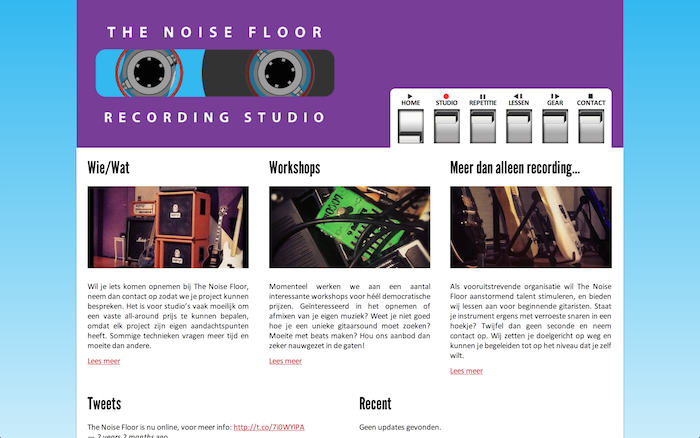 THE NOISE FLOOR
RECORDING STUDIO
HOME STUDIO REPETITIE LESSEN GEAR CONTACT
Wie/Wat
Wil je iets komen opnemen bij The Noise Floor,
neem dan contact op zodat we je project kunnen
bespreken. Het is voor studio's vaak moeilijk om
een vaste all-around prijs te kunnen bepalen,
omdat elk project zijn eigen aandachtspunten
heeft. Sommige technieken vragen meer tijd en
moeite dan andere.
Lees meer
Workshops
Momenteel werken we aan een aantal
interessante workshops voor héél democratische
prijzen. Geïnteresseerd in het opnemen of
afmixen van je eigen muziek? Weet je niet goed
hoe je een unieke gitaarsound moet zoeken?
Moeite met beats maken? Hou ons aanbod dan
zeker nauwgezet in de gaten!
Lees meer
Meer dan alleen recording...
Als vooruitstrevende organisatie wil The Noise
Floor aanstormend talent stimuleren, en bieden
wij lessen aan voor beginnende gitaristen. Staat
je instrument ergens met verroeste snaren in een
hoekje? Twijfel dan geen seconde en neem
contact op. Wij zetten je doelgericht op weg en
kunnen je begeleiden tot op het niveau dat je zelf
wilt.
Lees meer
Tweets
The Noise Floor is nu online, voor meer info: http://t.co/7I0WYlPA
— 2 years 2 months ago
Recent
Geen updates gevonden.